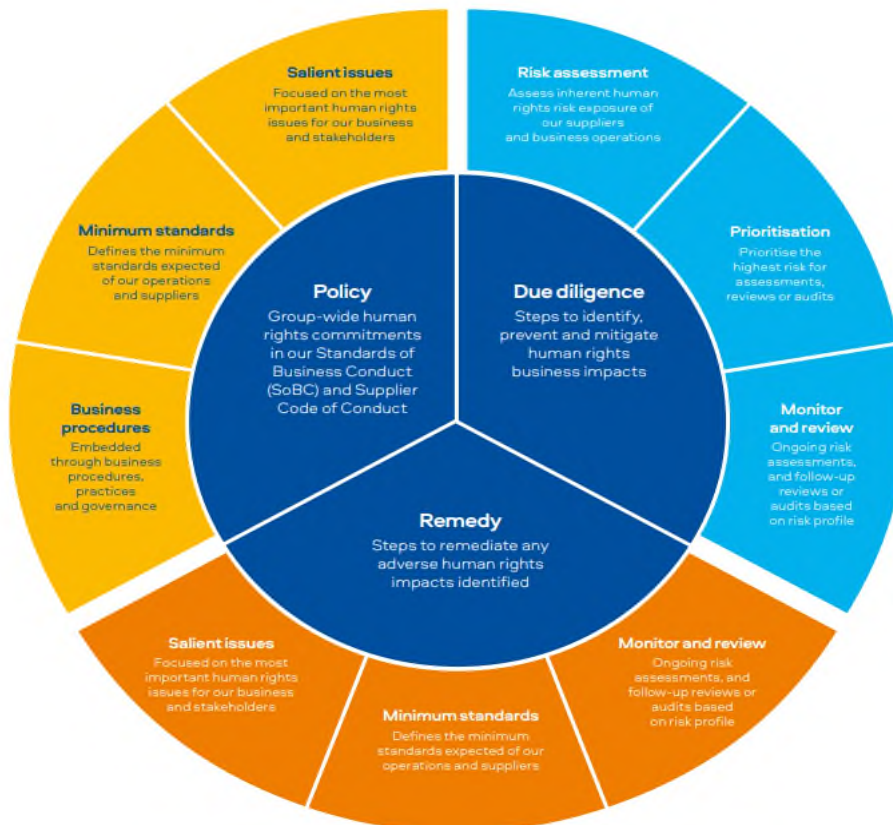 Salient issues
Focused on the most
important human rights
issues for our business
and stakeholders
Risk assessment
Assess inherent human
rights risk exposure of
our suppliers
and business operations
Minimum standards
Defines the minimum
standards expected
of our operations
and suppliers
Prioritisation
Prioritise the
highest risk for
assessments,
reviews or audits
Policy
Group-wide human
rights commitments
in our Standards of
Business Conduct
(SoBC) and Supplier
Code of Conduct
Due diligence
Steps to identify,
prevent and mitigate
human rights
business impacts
Business
procedures
Embedded
through business
procedures,
practices
and governance
Monitor
and review
Ongoing risk
assessments,
and follow-up
reviews or
audits based
on risk profile
Remedy
Steps to remediate any
adverse human rights
impacts identified
Salient issues
Focused on the most
important human rights
issues for our business
and stakeholders
Minimum standards
Defines the minimum
standards expected of our
operations and suppliers
Monitor and review
Ongoing risk
assessments, and
follow-up reviews or
audits based
on risk profile